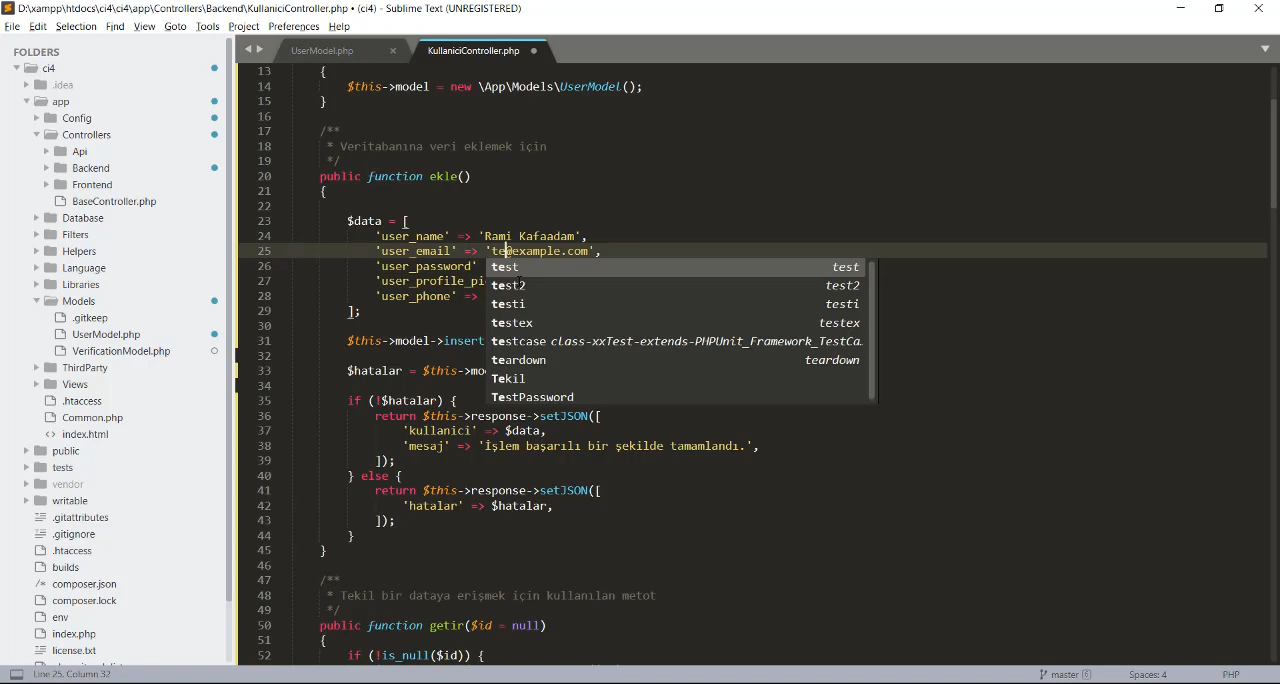 D:\xampp\htdocs\ci4\ci4\app\Controllers\Backend\KullaniciController.php • (ci4) - Sublime Text (UNREGISTERED)
File Edit Selection Find View Goto Tools Project Preferences Help
FOLDERS
ci4
.idea
app
Config
Controllers
Api
Backend
Frontend
BaseController.php
Database
Filters
Helpers
Language
Libraries
Models
.gitkeep
UserModel.php
VerificationModel.php
ThirdParty
Views
.htaccess
Common.php
index.html
public
tests
vendor
writable
.gitattributes
.gitignore
.htaccess
builds
composer.json
composer.lock
env
index.php
license.txt
UserModel.php KullaniciController.php
13 {
14 $this->model = new \App\Models\UserModel();
15 }
16
17 /**
18 * Veritabanına veri eklemek için
19 */
20 public function ekle()
21 {
22
23 $data = [
24 'user_name' => 'Rami Kafaadam',
25 'user_email' => 'te@example.com',
26 'user_password'
27 'user_profile_pi
28 'user_phone' =>
29 ];
30
31 $this->model->insert
32
33 $hatalar = $this->mo
34
35 if (!$hatalar) {
36 return $this->response->setJSON([
37 'kullanici' => $data,
38 'mesaj' => 'İşlem başarılı bir şekilde tamamlandı.',
39 ]);
40 } else {
41 return $this->response->setJSON([
42 'hatalar' => $hatalar,
43 ]);
44 }
45 }
46
47 /**
48 * Tekil bir dataya erişmek için kullanılan metot
49 */
50 public function getir($id = null)
51 {
52 if (!is_null($id)) {
test test
test2 test2
testi testi
testex testex
testcase class-xxTest-extends-PHPUnit_Framework_TestCa…
teardown teardown
Tekil
TestPassword
Line 25, Column 32
master 6 Spaces: 4 PHP